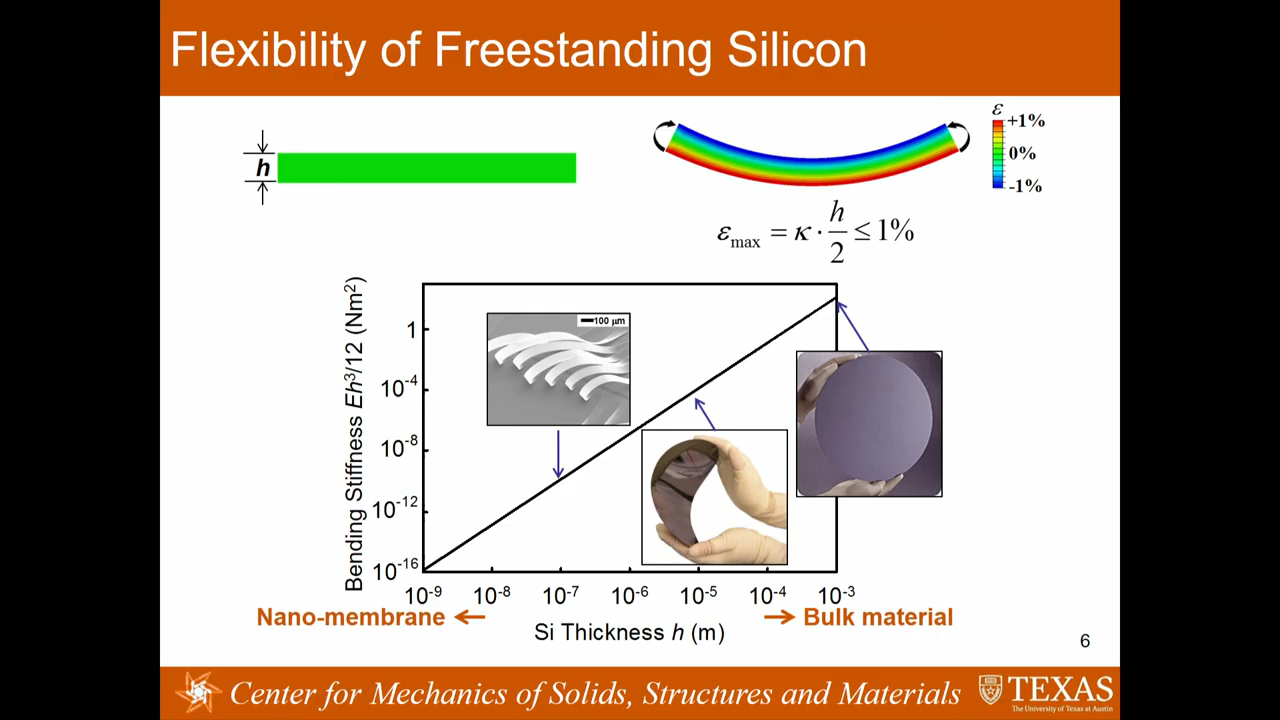 Flexibility of Freestanding Silicon
h
ε
+1%
0%
-1%
ε_max = κ · h/2 ≤ 1%
Bending Stiffness Eh³/12 (Nm²)
1
10⁻⁴
10⁻⁸
10⁻¹²
10⁻¹⁶
100 μm
10⁻⁹ 10⁻⁸ 10⁻⁷ 10⁻⁶ 10⁻⁵ 10⁻⁴ 10⁻³
Nano-membrane ← → Bulk material
Si Thickness h (m)
6
Center for Mechanics of Solids, Structures and Materials
TEXAS
The University of Texas at Austin